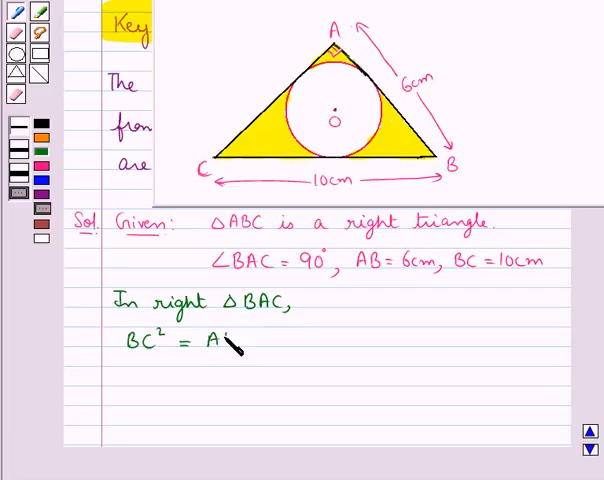 Key
A
6cm
The
O
from
C
B
are
10cm
Sol. Given: △ABC is a right triangle.
∠BAC = 90°, AB = 6cm, BC = 10cm
In right △BAC,
BC² = A